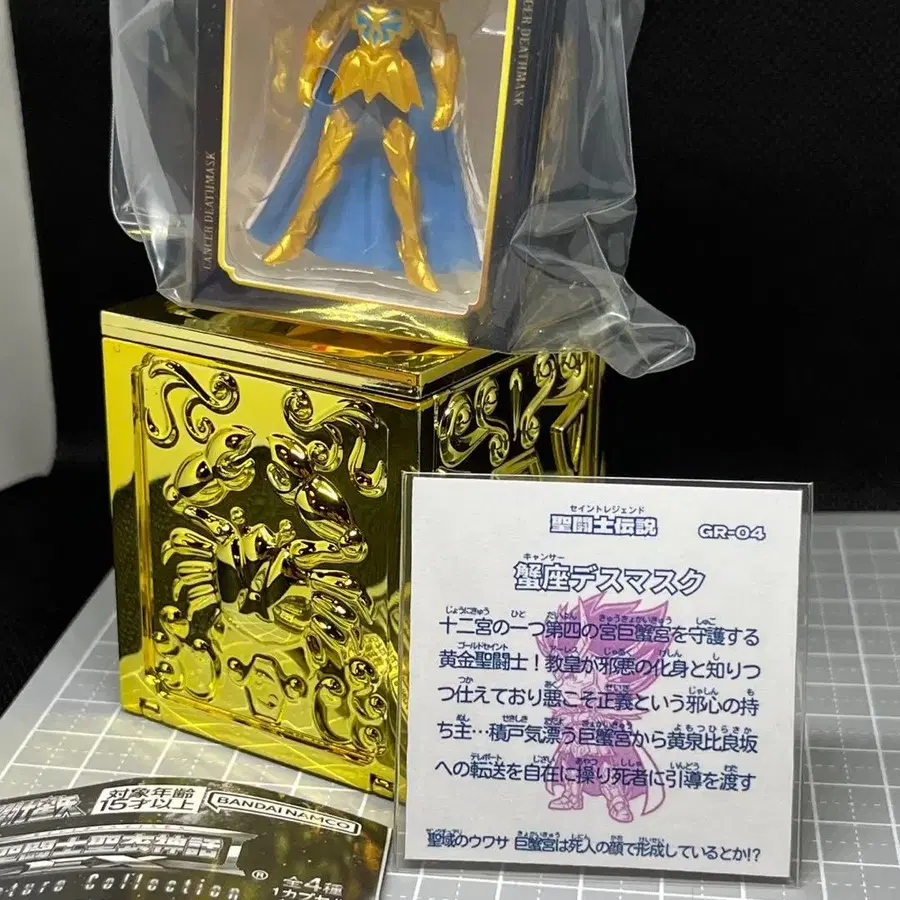 CANCER DEATHMASK
CANCER DEATHMASK
セイントレジェンド
聖闘士伝説
GR-04
キャンサー
蟹座デスマスク
十二宮の一つ第四の宮巨蟹宮を守護する
黄金聖闘士！教皇が邪悪の化身と知りつ
つ仕えており悪こそ正義という邪心の持
ち主…積尸気漂う巨蟹宮から黄泉比良坂
への転送を自在に操り死者に引導を渡す
聖域のウワサ 巨蟹宮は死人の顔で形成しているとか!?
対象年齢
15才以上
BANDAI NAMCO
Collection
®
全4種